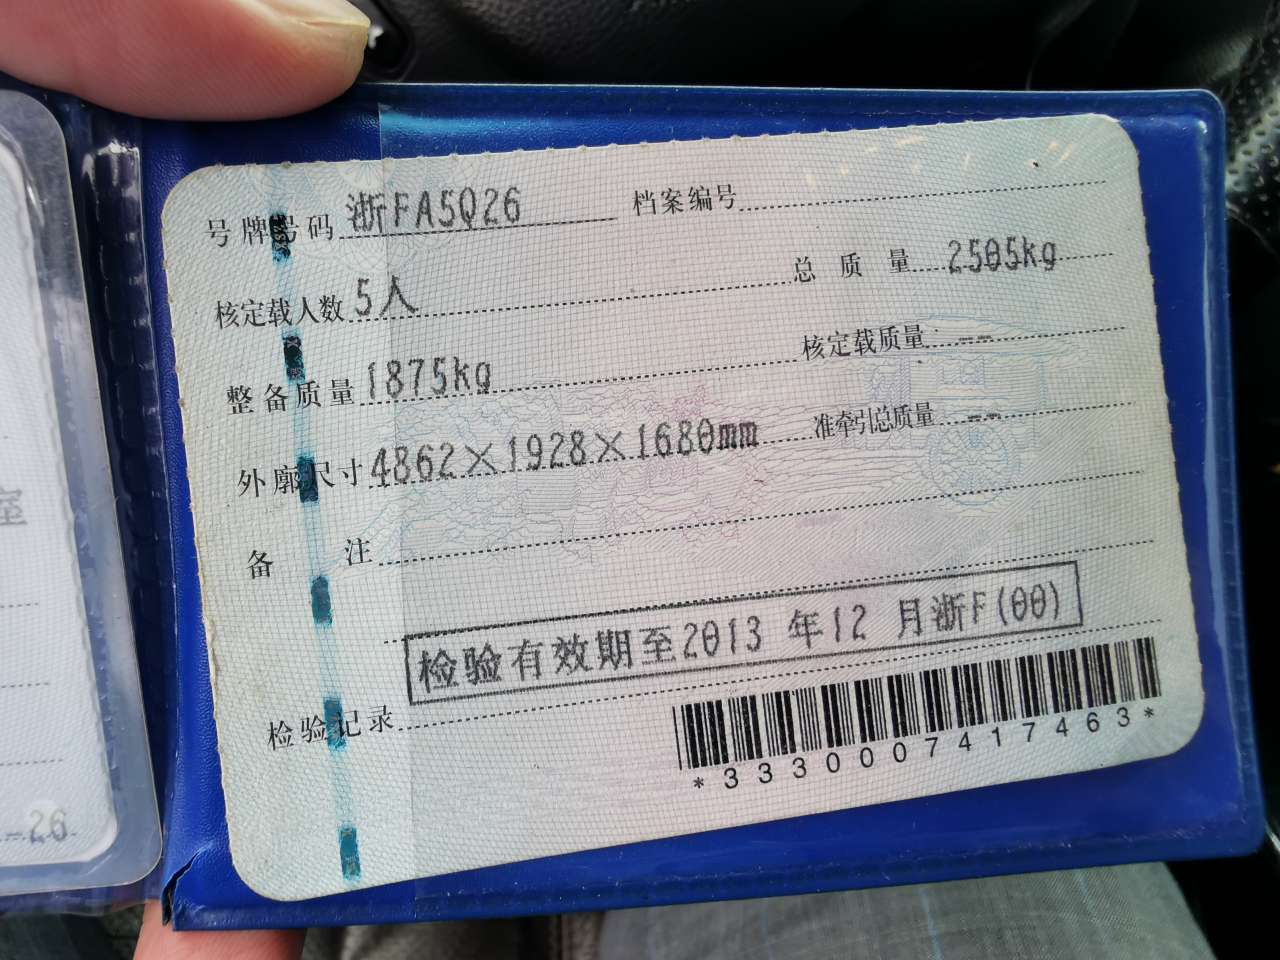 号牌号码 浙FA5Q26 档案编号
核定载人数 5人 总质量 2505kg
整备质量 1875kg 核定载质量 --
外廓尺寸 4862×1928×1680mm 准牵引总质量 --
备注
检验有效期至2013 年12 月浙F(00)
检验记录
*3330007417463*
室
-26